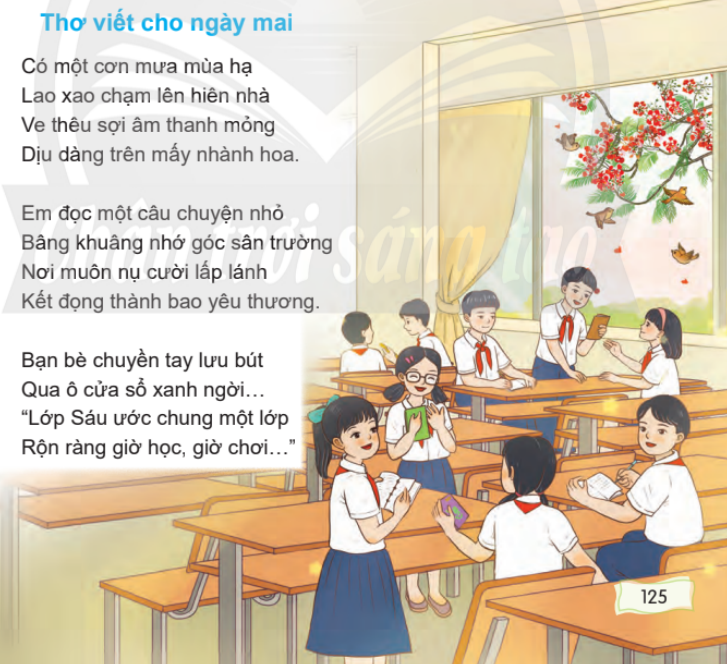 Thơ viết cho ngày mai
Có một cơn mưa mùa hạ
Lao xao chạm lên hiên nhà
Ve thêu sợi âm thanh mỏng
Dịu dàng trên mấy nhành hoa.
Em đọc một câu chuyện nhỏ
Bâng khuâng nhớ góc sân trường
Nơi muôn nụ cười lấp lánh
Kết đọng thành bao yêu thương.
Bạn bè chuyền tay lưu bút
Qua ô cửa sổ xanh ngời...
“Lớp Sáu ước chung một lớp
Rộn ràng giờ học, giờ chơi...”
Chân trời sáng tạo
125